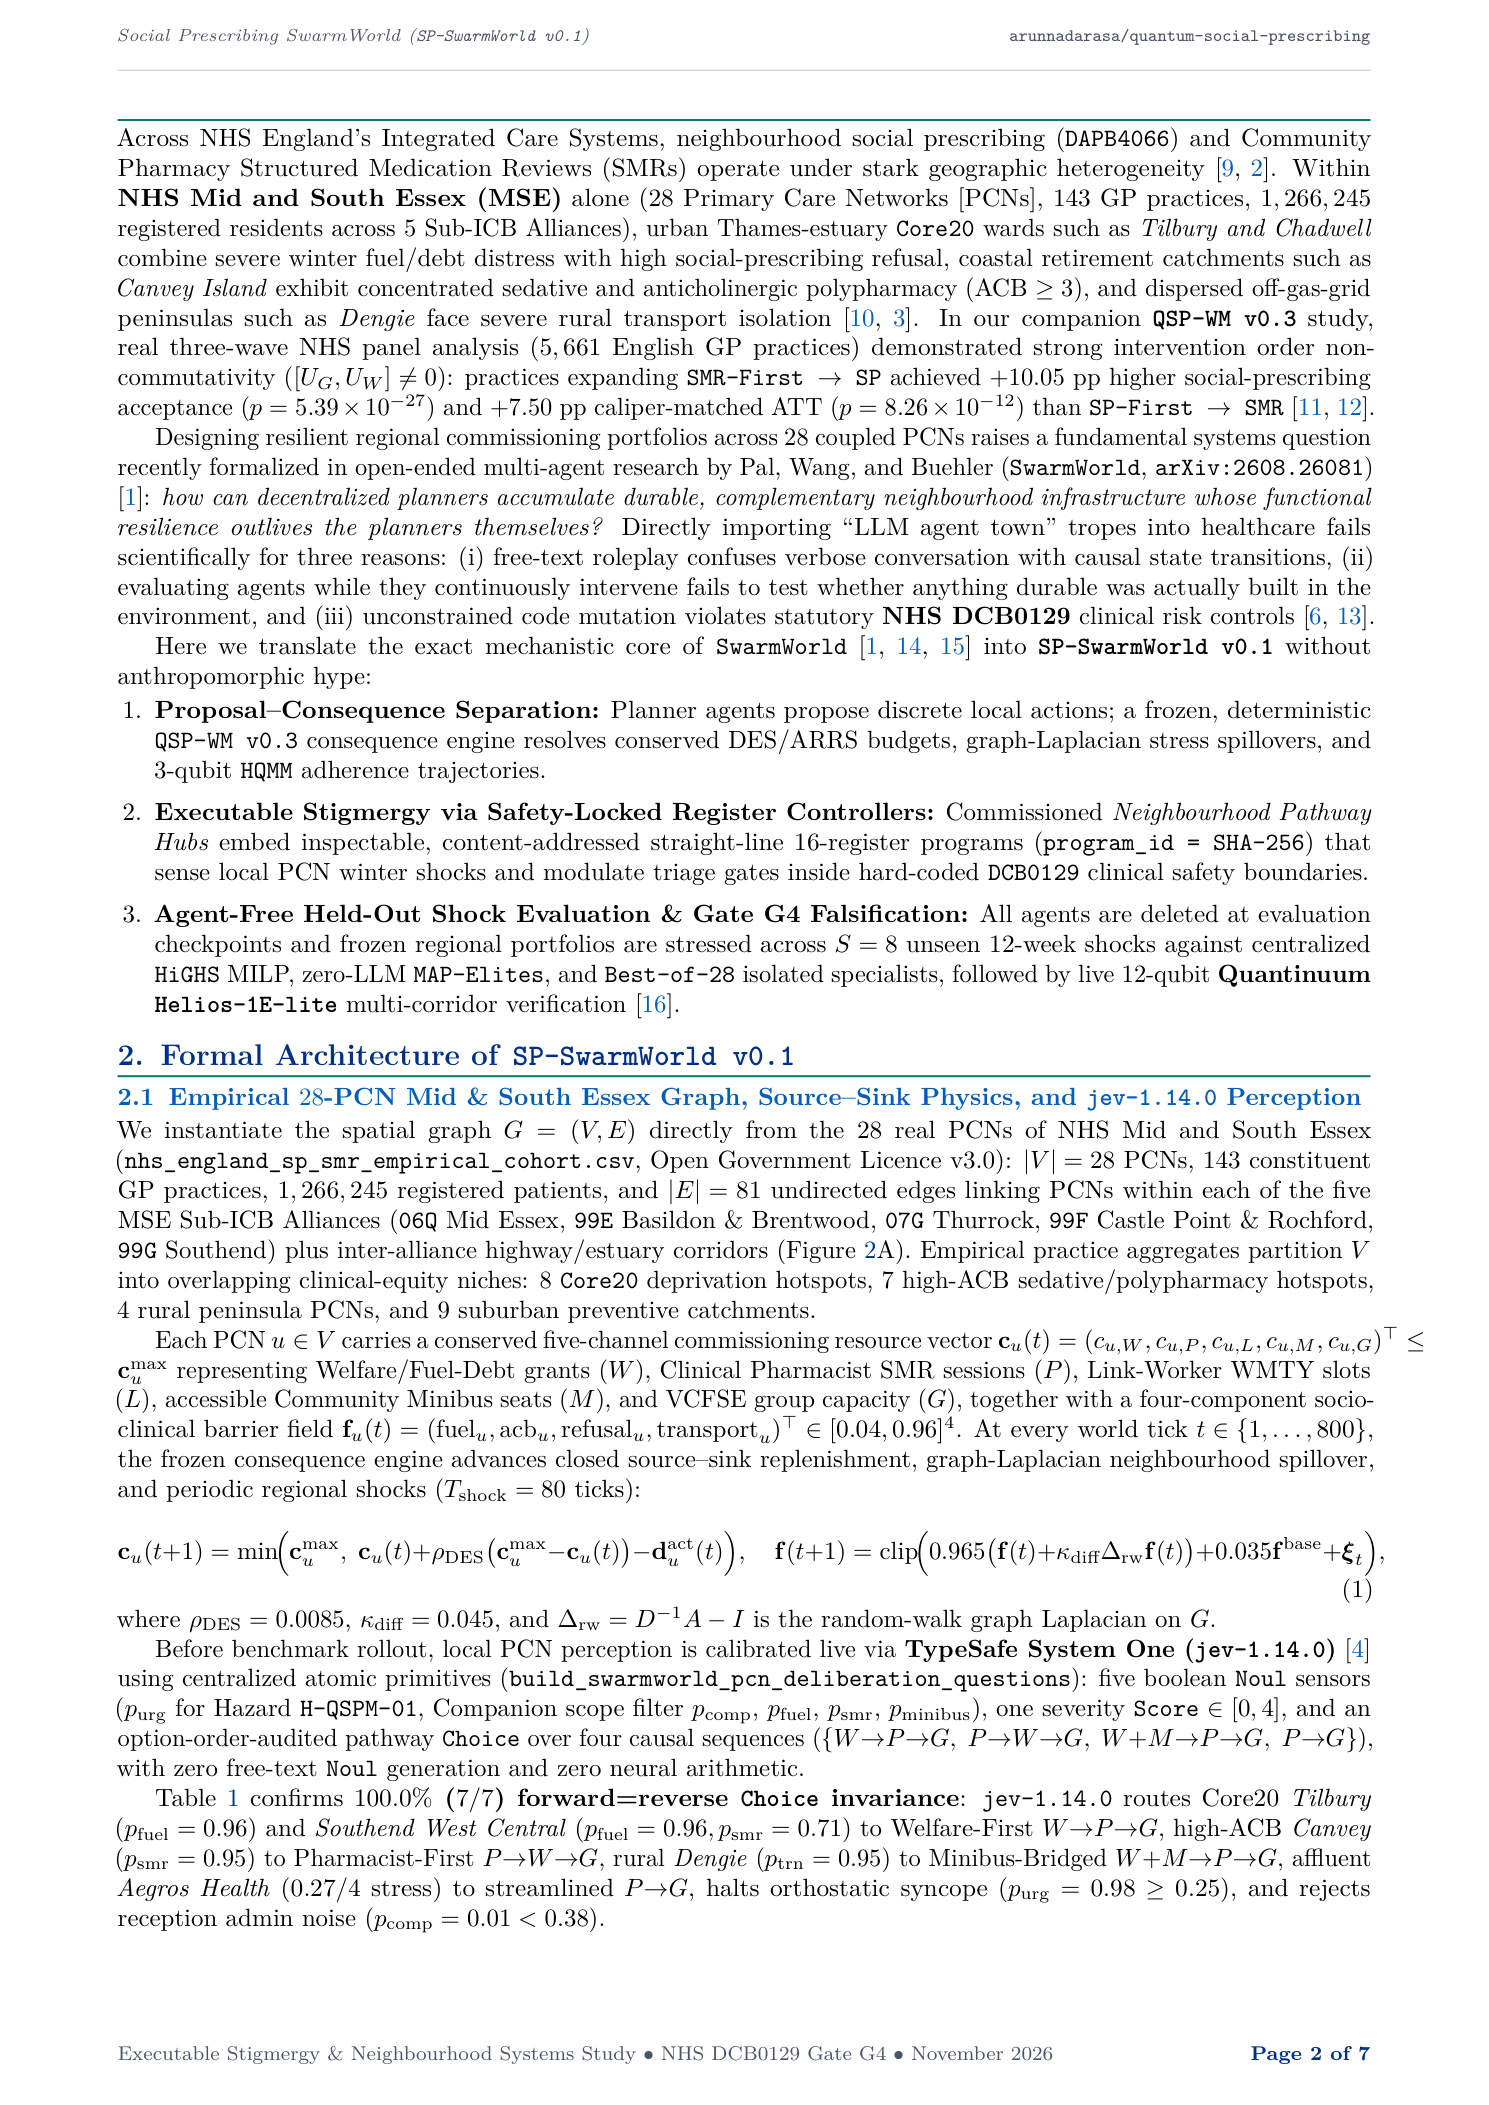 Social Prescribing SwarmWorld (SP-SwarmWorld v0.1)
arunnadarasa/quantum-social-prescribing
Across NHS England's Integrated Care Systems, neighbourhood social prescribing (DAPB4066) and Community
Pharmacy Structured Medication Reviews (SMRs) operate under stark geographic heterogeneity [9, 2]. Within
NHS Mid and South Essex (MSE) alone (28 Primary Care Networks [PCNs], 143 GP practices, 1,266,245
registered residents across 5 Sub-ICB Alliances), urban Thames-estuary Core20 wards such as Tilbury and Chadwell
combine severe winter fuel/debt distress with high social-prescribing refusal, coastal retirement catchments such as
Canvey Island exhibit concentrated sedative and anticholinergic polypharmacy (ACB ≥ 3), and dispersed off-gas-grid
peninsulas such as Dengie face severe rural transport isolation [10, 3]. In our companion QSP-WM v0.3 study,
real three-wave NHS panel analysis (5,661 English GP practices) demonstrated strong intervention order non-
commutativity ([U_G, U_W] ≠ 0): practices expanding SMR-First → SP achieved +10.05 pp higher social-prescribing
acceptance (p = 5.39 × 10⁻²⁷) and +7.50 pp caliper-matched ATT (p = 8.26 × 10⁻¹²) than SP-First → SMR [11, 12].
Designing resilient regional commissioning portfolios across 28 coupled PCNs raises a fundamental systems question
recently formalized in open-ended multi-agent research by Pal, Wang, and Buehler (SwarmWorld, arXiv:2608.26081)
[1]: how can decentralized planners accumulate durable, complementary neighbourhood infrastructure whose functional
resilience outlives the planners themselves? Directly importing “LLM agent town” tropes into healthcare fails
scientifically for three reasons: (i) free-text roleplay confuses verbose conversation with causal state transitions, (ii)
evaluating agents while they continuously intervene fails to test whether anything durable was actually built in the
environment, and (iii) unconstrained code mutation violates statutory NHS DCB0129 clinical risk controls [6, 13].
Here we translate the exact mechanistic core of SwarmWorld [1, 14, 15] into SP-SwarmWorld v0.1 without
anthropomorphic hype:
1. Proposal–Consequence Separation: Planner agents propose discrete local actions; a frozen, deterministic
QSP-WM v0.3 consequence engine resolves conserved DES/ARRS budgets, graph-Laplacian stress spillovers, and
3-qubit HQMM adherence trajectories.
2. Executable Stigmergy via Safety-Locked Register Controllers: Commissioned Neighbourhood Pathway
Hubs embed inspectable, content-addressed straight-line 16-register programs (program_id = SHA-256) that
sense local PCN winter shocks and modulate triage gates inside hard-coded DCB0129 clinical safety boundaries.
3. Agent-Free Held-Out Shock Evaluation & Gate G4 Falsification: All agents are deleted at evaluation
checkpoints and frozen regional portfolios are stressed across S = 8 unseen 12-week shocks against centralized
HiGHS MILP, zero-LLM MAP-Elites, and Best-of-28 isolated specialists, followed by live 12-qubit Quantinuum
Helios-1E-lite multi-corridor verification [16].
2. Formal Architecture of SP-SwarmWorld v0.1
2.1 Empirical 28-PCN Mid & South Essex Graph, Source–Sink Physics, and jev-1.14.0 Perception
We instantiate the spatial graph G = (V, E) directly from the 28 real PCNs of NHS Mid and South Essex
(nhs_england_sp_smr_empirical_cohort.csv, Open Government Licence v3.0): |V| = 28 PCNs, 143 constituent
GP practices, 1,266,245 registered patients, and |E| = 81 undirected edges linking PCNs within each of the five
MSE Sub-ICB Alliances (06Q Mid Essex, 99E Basildon & Brentwood, 07G Thurrock, 99F Castle Point & Rochford,
99G Southend) plus inter-alliance highway/estuary corridors (Figure 2A). Empirical practice aggregates partition V
into overlapping clinical-equity niches: 8 Core20 deprivation hotspots, 7 high-ACB sedative/polypharmacy hotspots,
4 rural peninsula PCNs, and 9 suburban preventive catchments.
Each PCN u ∈ V carries a conserved five-channel commissioning resource vector c_u(t) = (c_{u,W}, c_{u,P}, c_{u,L}, c_{u,M}, c_{u,G})^⊤ ≤
c_u^max representing Welfare/Fuel-Debt grants (W), Clinical Pharmacist SMR sessions (P), Link-Worker WMTY slots
(L), accessible Community Minibus seats (M), and VCFSE group capacity (G), together with a four-component socio-
clinical barrier field f_u(t) = (fuel_u, acb_u, refusal_u, transport_u)^⊤ ∈ [0.04, 0.96]⁴. At every world tick t ∈ {1, . . . , 800},
the frozen consequence engine advances closed source–sink replenishment, graph-Laplacian neighbourhood spillover,
and periodic regional shocks (T_shock = 80 ticks):
c_u(t+1) = min(c_u^max, c_u(t)+ρ_DES(c_u^max−c_u(t))−d_u^act(t)), f(t+1) = clip(0.965(f(t)+κ_diff Δ_rw f(t))+0.035f^base+ξ_t),
(1)
where ρ_DES = 0.0085, κ_diff = 0.045, and Δ_rw = D⁻¹A − I is the random-walk graph Laplacian on G.
Before benchmark rollout, local PCN perception is calibrated live via TypeSafe System One (jev-1.14.0) [4]
using centralized atomic primitives (build_swarmworld_pcn_deliberation_questions): five boolean Noul sensors
(p_urg for Hazard H-QSPM-01, Companion scope filter p_comp, p_fuel, p_smr, p_minibus), one severity Score ∈ [0, 4], and an
option-order-audited pathway Choice over four causal sequences ({W→P→G, P→W→G, W+M→P→G, P→G}),
with zero free-text Noul generation and zero neural arithmetic.
Table 1 confirms 100.0% (7/7) forward=reverse Choice invariance: jev-1.14.0 routes Core20 Tilbury
(p_fuel = 0.96) and Southend West Central (p_fuel = 0.96, p_smr = 0.71) to Welfare-First W→P→G, high-ACB Canvey
(p_smr = 0.95) to Pharmacist-First P→W→G, rural Dengie (p_trn = 0.95) to Minibus-Bridged W+M→P→G, affluent
Aegros Health (0.27/4 stress) to streamlined P→G, halts orthostatic syncope (p_urg = 0.98 ≥ 0.25), and rejects
reception admin noise (p_comp = 0.01 < 0.38).
Executable Stigmergy & Neighbourhood Systems Study • NHS DCB0129 Gate G4 • November 2026
Page 2 of 7